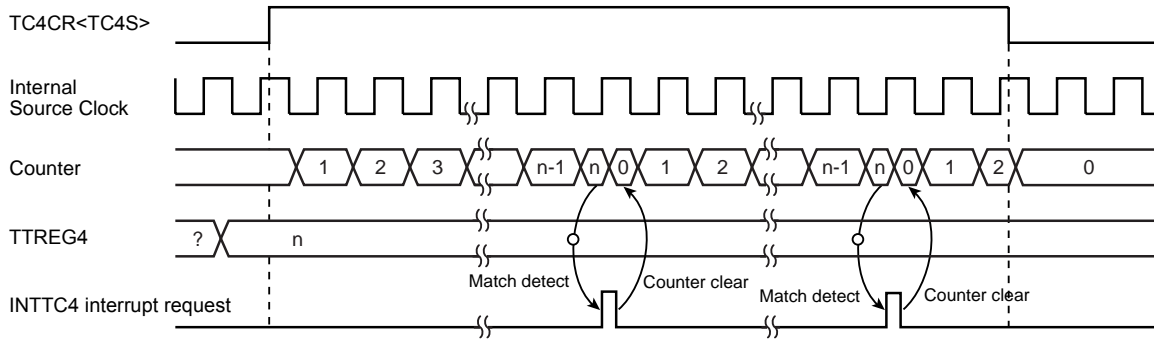 TC4CR<TC4S>
Internal
Source Clock
Counter
1 2 3 n-1 n 0 1 2 n-1 n 0 1 2 0
TTREG4
? n
Match detect Counter clear Match detect Counter clear
INTTC4 interrupt request